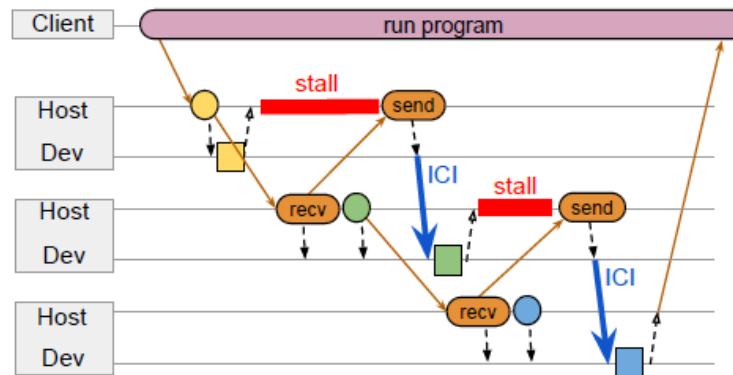 Client
run program
stall
Host
send
Dev
ICI
stall
Host
recv
send
Dev
ICI
Host
recv
Dev